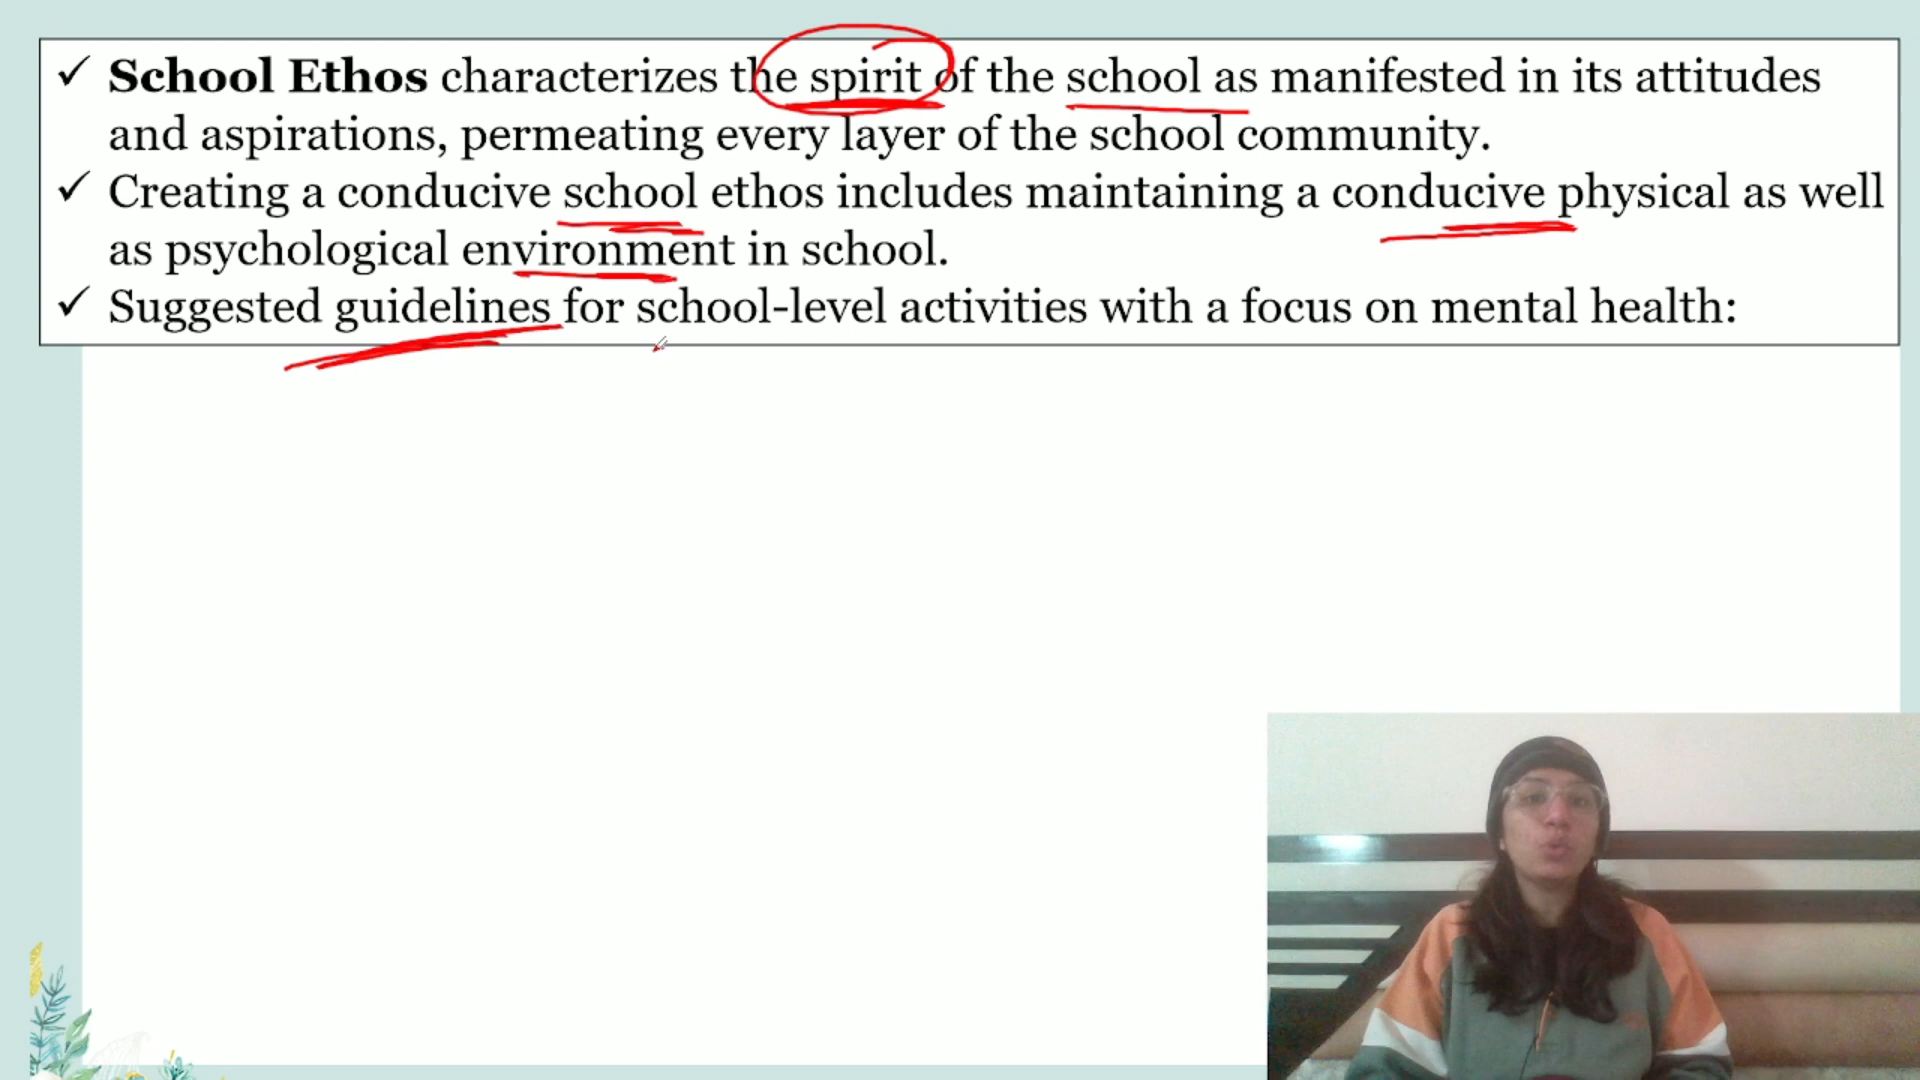 ✓ School Ethos characterizes the spirit of the school as manifested in its attitudes
and aspirations, permeating every layer of the school community.
✓ Creating a conducive school ethos includes maintaining a conducive physical as well
as psychological environment in school.
✓ Suggested guidelines for school-level activities with a focus on mental health: